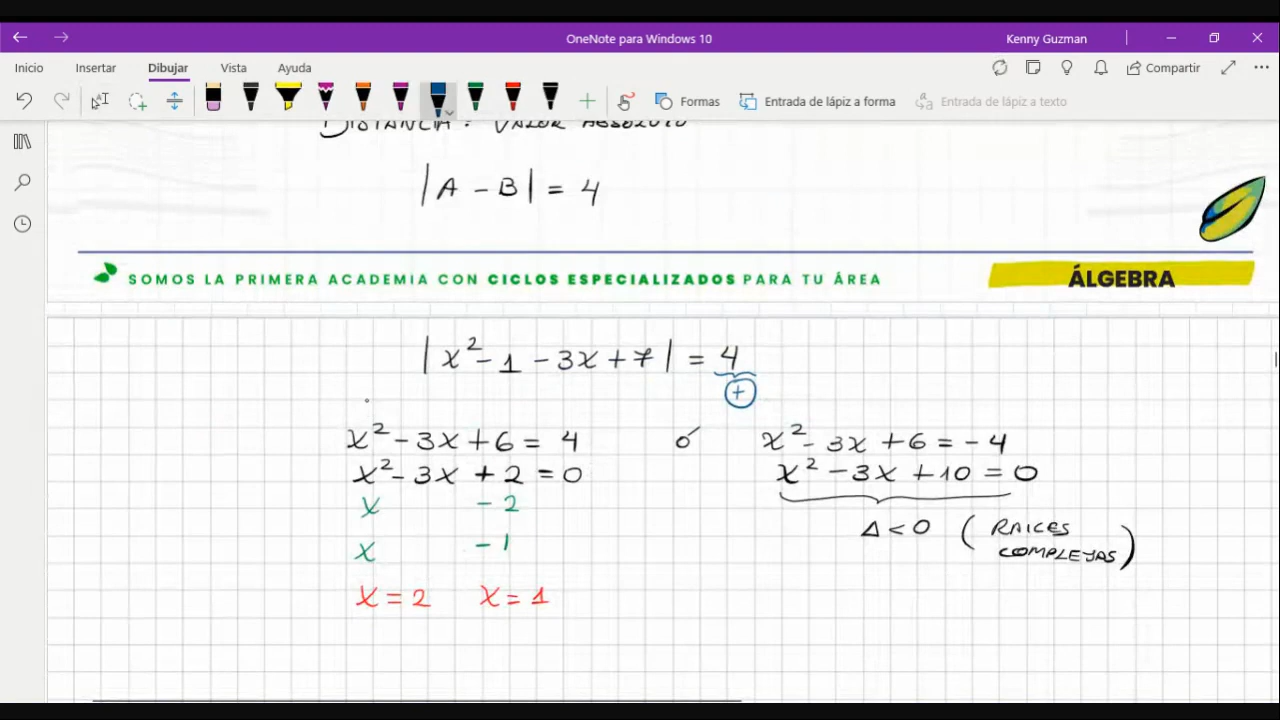 OneNote para Windows 10
Kenny Guzman
Inicio Insertar Dibujar Vista Ayuda
Compartir
Formas Entrada de lápiz a forma Entrada de lápiz a texto
DISTANCIA: VALOR ABSOLUTO
|A - B| = 4
SOMOS LA PRIMERA ACADEMIA CON CICLOS ESPECIALIZADOS PARA TU ÁREA
ÁLGEBRA
|x² - 1 - 3x + 7| = 4
+
x² - 3x + 6 = 4 ó x² - 3x + 6 = -4
x² - 3x + 2 = 0 x² - 3x + 10 = 0
x - 2
x - 1
Δ < 0 (RAICES COMPLEJAS)
x = 2 x = 1